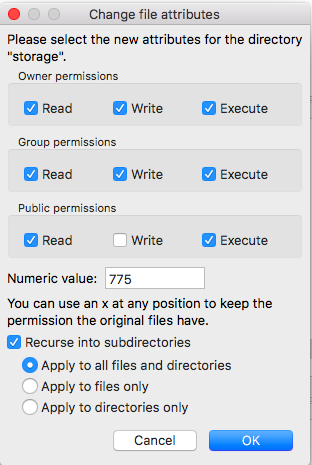 Change file attributes
Please select the new attributes for the directory
"storage".
Owner permissions
Read Write Execute
Group permissions
Read Write Execute
Public permissions
Read Write Execute
Numeric value: 775
You can use an x at any position to keep the
permission the original files have.
Recurse into subdirectories
Apply to all files and directories
Apply to files only
Apply to directories only
Cancel OK